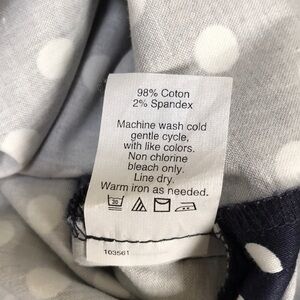 98% Coton
2% Spandex
Machine wash cold
gentle cycle,
with like colors.
Non chlorine
bleach only.
Line dry.
Warm iron as needed.
30
103561